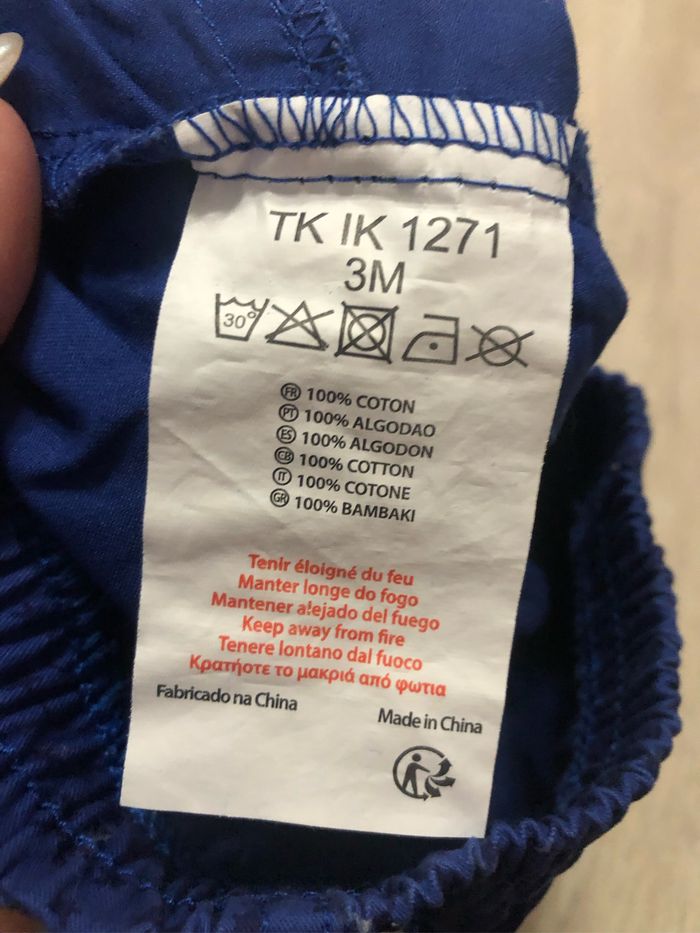 TK IK 1271
3M
30°
FR 100% COTON
PT 100% ALGODAO
ES 100% ALGODON
GB 100% COTTON
IT 100% COTONE
GR 100% BAMBAKI
Tenir éloigné du feu
Manter longe do fogo
Mantener alejado del fuego
Keep away from fire
Tenere lontano dal fuoco
Κρατήστε το μακριά από φωτια
Fabricado na China
Made in China